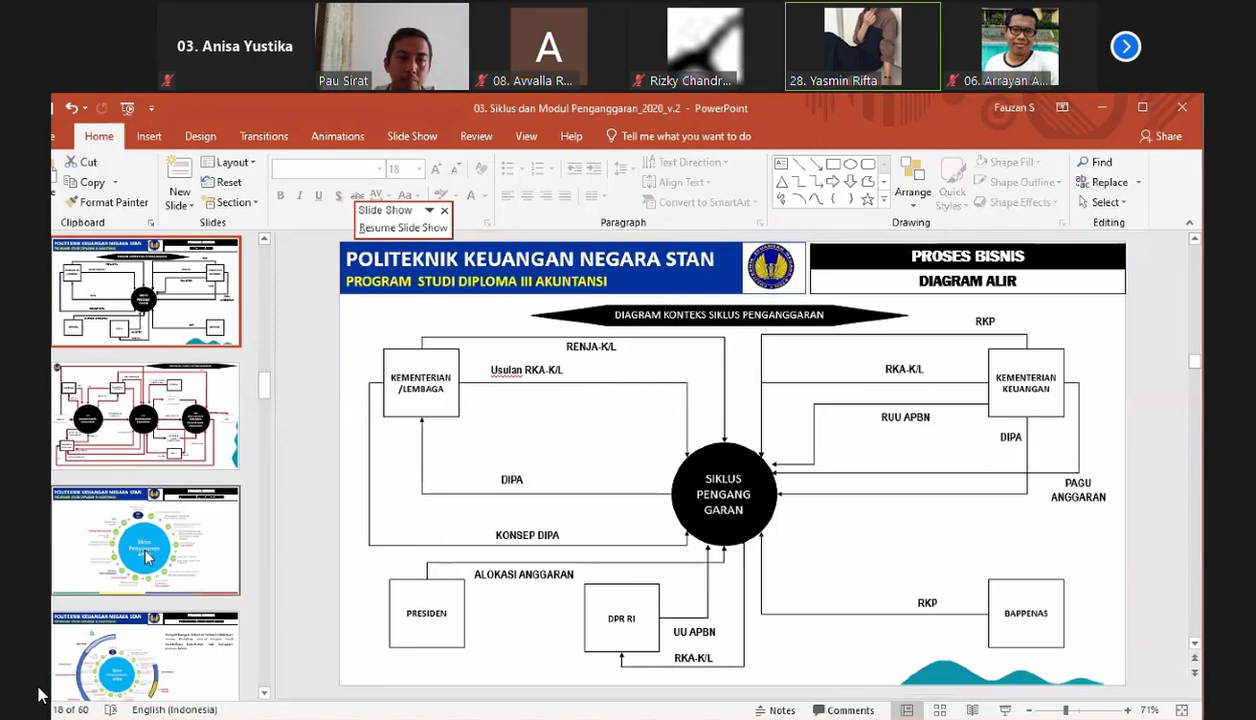 03. Anisa Yustika
Pau Sirat
A
08. Avvalla R...
Rizky Chandr...
28. Yasmin Rifta
06. Arrayan A...
03. Siklus dan Modul Penganggaran_2020_v.2 - PowerPoint
Fauzan S
Home
Insert
Design
Transitions
Animations
Slide Show
Review
View
Help
Tell me what you want to do
Share
Cut
Copy
Format Painter
Clipboard
New
Slide
Layout
Reset
Section
Slides
18
B I U S abc AV Aa A
Slide Show
Resume Slide Show
Text Direction
Align Text
Convert to SmartArt
Paragraph
Arrange
Quick
Styles
Shape Fill
Shape Outline
Shape Effects
Drawing
Find
Replace
Select
Editing
POLITEKNIK KEUANGAN NEGARA STAN
PROGRAM STUDI DIPLOMA III AKUNTANSI
PROSES BISNIS
DIAGRAM ALIR
DIAGRAM KONTEKS SIKLUS PENGANGGARAN
RKP
RENJA-K/L
KEMENTERIAN
/LEMBAGA
Usulan RKA-K/L
RKA-K/L
KEMENTERIAN
KEUANGAN
RUU APBN
DIPA
DIPA
SIKLUS
PENGANG
GARAN
PAGU
ANGGARAN
KONSEP DIPA
ALOKASI ANGGARAN
PRESIDEN
DPR RI
UU APBN
RKA-K/L
RKP
BAPPENAS
18 of 60
English (Indonesia)
Notes
Comments
71%